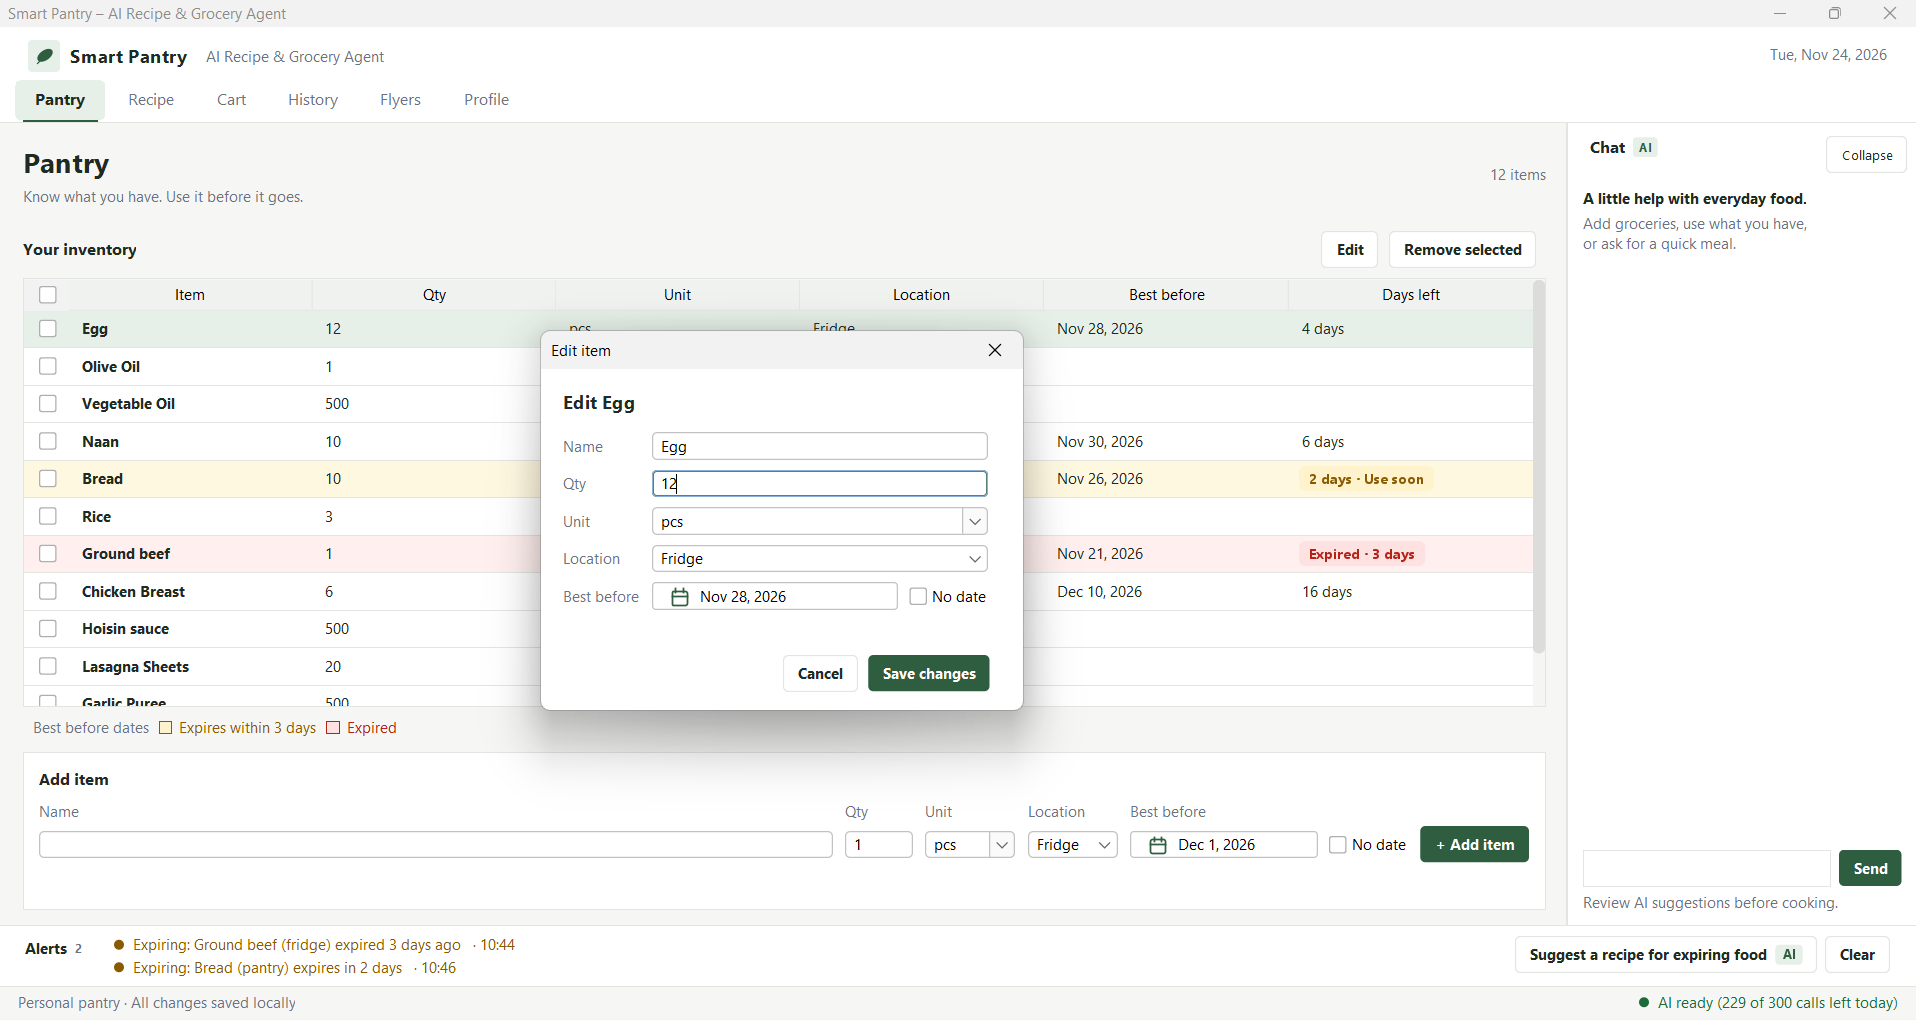 Smart Pantry – AI Recipe & Grocery Agent
Smart Pantry AI Recipe & Grocery Agent Tue, Nov 24, 2026
Pantry Recipe Cart History Flyers Profile
Pantry
12 items
Know what you have. Use it before it goes.
Your inventory Edit Remove selected
Item Qty Unit Location Best before Days left
Egg 12 pcs Fridge Nov 28, 2026 4 days
Olive Oil 1
Vegetable Oil 500
Naan 10 Nov 30, 2026 6 days
Bread 10 Nov 26, 2026 2 days · Use soon
Rice 3
Ground beef 1 Nov 21, 2026 Expired · 3 days
Chicken Breast 6 Dec 10, 2026 16 days
Hoisin sauce 500
Lasagna Sheets 20
Garlic Puree 500
Best before dates Expires within 3 days Expired
Edit item
Edit Egg
Name Egg
Qty 12
Unit pcs
Location Fridge
Best before Nov 28, 2026 No date
Cancel Save changes
Add item
Name Qty Unit Location Best before
1 pcs Fridge Dec 1, 2026 No date + Add item
Chat AI Collapse
A little help with everyday food.
Add groceries, use what you have,
or ask for a quick meal.
Send
Review AI suggestions before cooking.
Alerts 2
Expiring: Ground beef (fridge) expired 3 days ago · 10:44
Expiring: Bread (pantry) expires in 2 days · 10:46
Suggest a recipe for expiring food AI Clear
Personal pantry · All changes saved locally AI ready (229 of 300 calls left today)